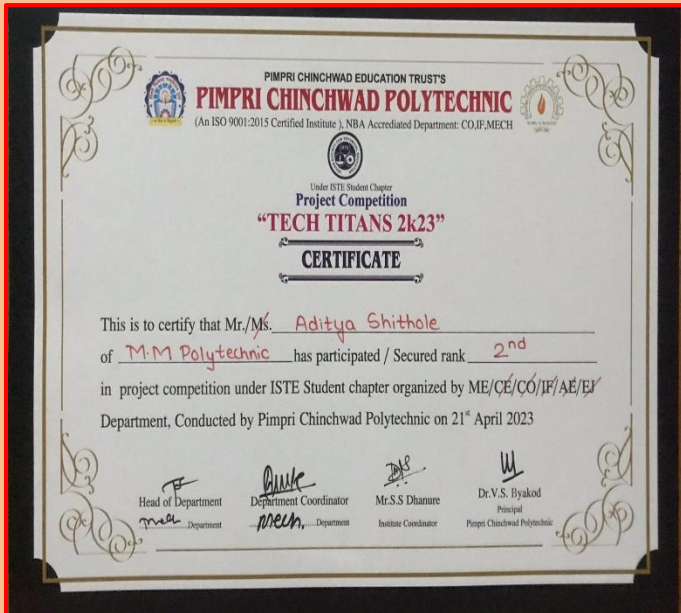 PIMPRI CHINCHWAD EDUCATION TRUST'S
PIMPRI CHINCHWAD POLYTECHNIC
(An ISO 9001:2015 Certified Institute ), NBA Accredited Department: CO,IF,MECH
Under ISTE Student Chapter
Project Competition
"TECH TITANS 2k23"
CERTIFICATE
This is to certify that Mr./Ms. Aditya Shithole
of M.M Polytechnic has participated / Secured rank 2nd
in project competition under ISTE Student chapter organized by ME/CE/CO/IF/AE/EJ
Department, Conducted by Pimpri Chinchwad Polytechnic on 21st April 2023
Head of Department Department Coordinator Mr.S.S Dhanure Dr.V.S. Byakod
Principal
Mech Department Mech. Department Institute Coordinator Pimpri Chinchwad Polytechnic